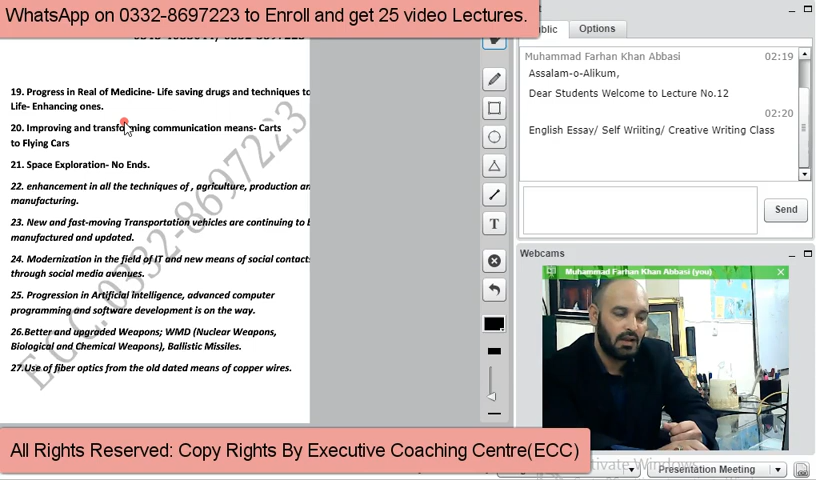 WhatsApp on 0332-8697223 to Enroll and get 25 video Lectures.
19. Progress in Real of Medicine- Life saving drugs and techniques to
Life- Enhancing ones.
20. Improving and transforming communication means- Carts
to Flying Cars
21. Space Exploration- No Ends.
22. enhancement in all the techniques of , agriculture, production an
manufacturing.
23. New and fast-moving Transportation vehicles are continuing to b
manufactured and updated.
24. Modernization in the field of IT and new means of social contacts
through social media avenues.
25. Progression in Artificial intelligence, advanced computer
programming and software development is on the way.
26.Better and upgraded Weapons; WMD (Nuclear Weapons,
Biological and Chemical Weapons), Ballistic Missiles.
27.Use of fiber optics from the old dated means of copper wires.
ECC.0332-8697223
T
Options
Muhammad Farhan Khan Abbasi 02:19
Assalam-o-Alikum,
Dear Students Welcome to Lecture No.12
02:20
English Essay/ Self Wriiting/ Creative Writing Class
Send
Webcams
Muhammad Farhan Khan Abbasi (you)
All Rights Reserved: Copy Rights By Executive Coaching Centre(ECC)
Presentation Meeting